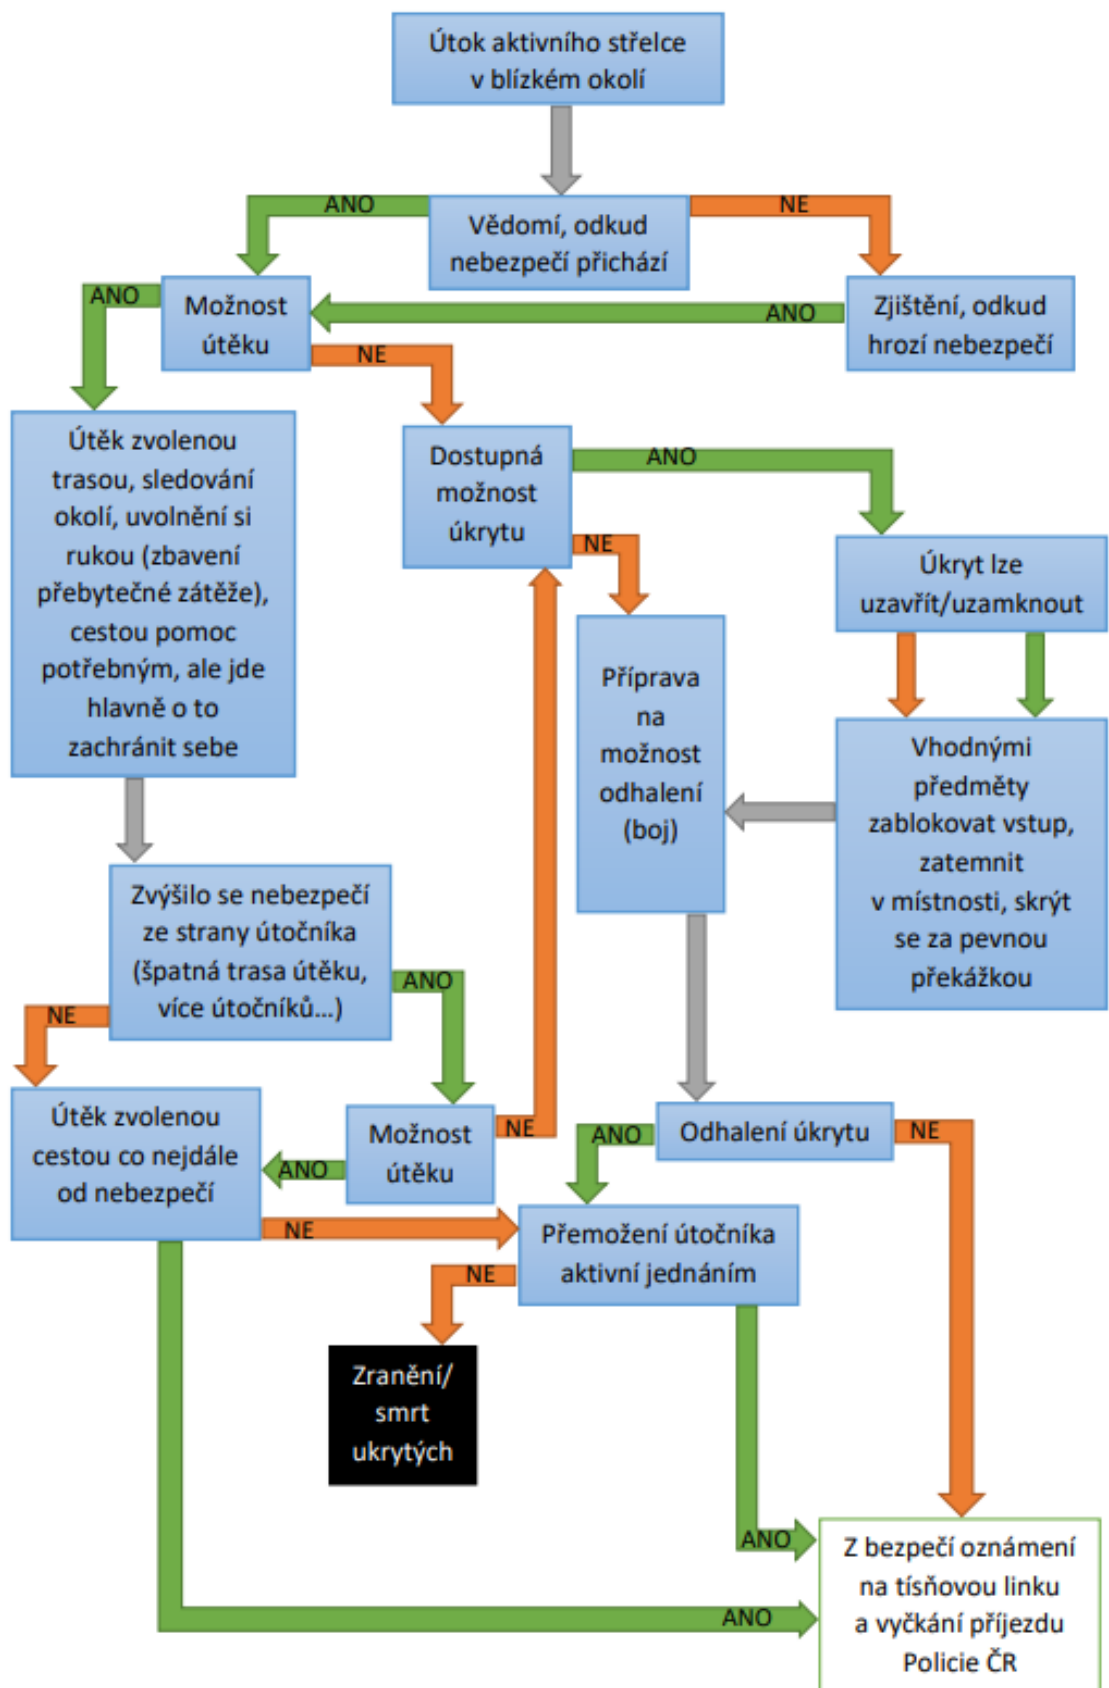 Útok aktivního střelce
v blízkém okolí
ANO
NE
Vědomí, odkud
nebezpečí přichází
ANO
Možnost
útěku
ANO
Zjištění, odkud
hrozí nebezpečí
NE
Útěk zvolenou
trasou, sledování
okolí, uvolnění si
rukou (zbavení
přebytečné zátěže),
cestou pomoc
potřebným, ale jde
hlavně o to
zachránit sebe
Dostupná
možnost
úkrytu
ANO
NE
Úkryt lze
uzavřít/uzamknout
Příprava
na
možnost
odhalení
(boj)
Vhodnými
předměty
zablokovat vstup,
zatemnit
v místnosti, skrýt
se za pevnou
překážkou
Zvýšilo se nebezpečí
ze strany útočníka
(špatná trasa útěku,
více útočníků...)
ANO
NE
Útěk zvolenou
cestou co nejdále
od nebezpečí
ANO
Možnost
útěku
NE
ANO
Odhalení úkrytu
NE
NE
Přemožení útočníka
aktivní jednáním
NE
Zranění/
smrt
ukrytých
ANO
ANO
Z bezpečí oznámení
na tísňovou linku
a vyčkání příjezdu
Policie ČR